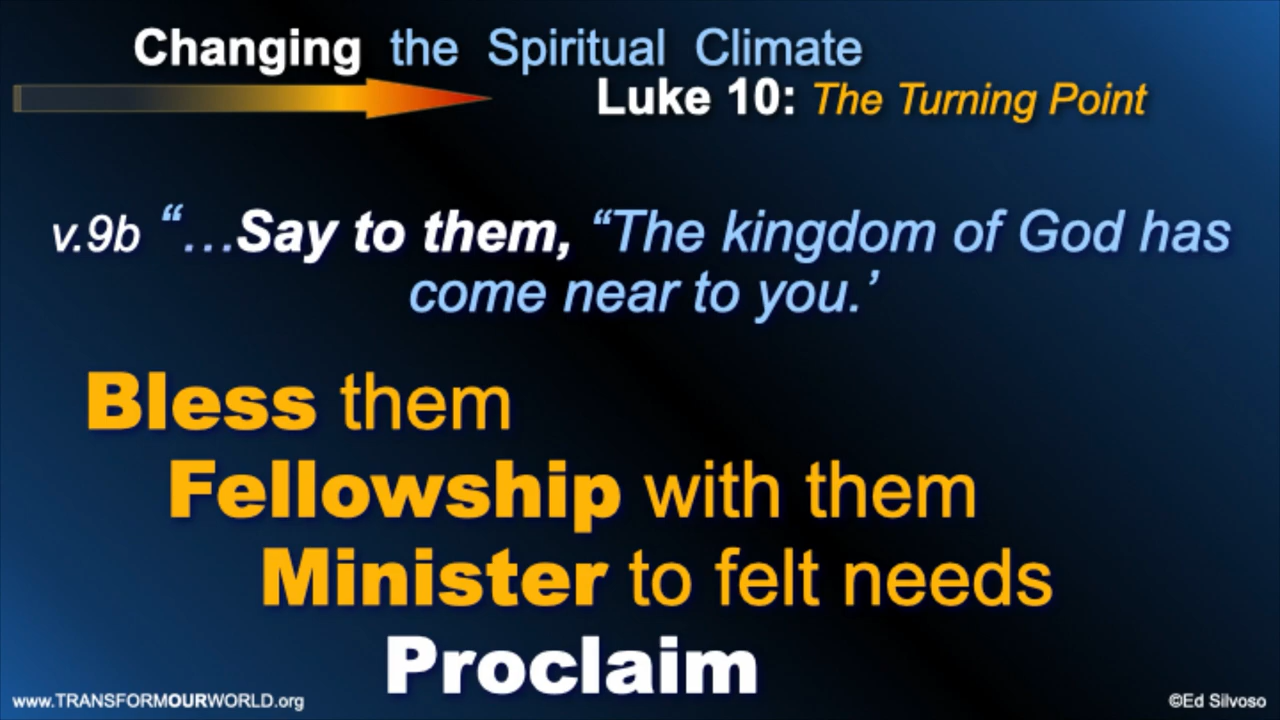 Changing the Spiritual Climate
Luke 10: The Turning Point
v.9b “…Say to them, “The kingdom of God has
come near to you.’
Bless them
Fellowship with them
Minister to felt needs
Proclaim
www.TRANSFORMOURWORLD.org
©Ed Silvoso